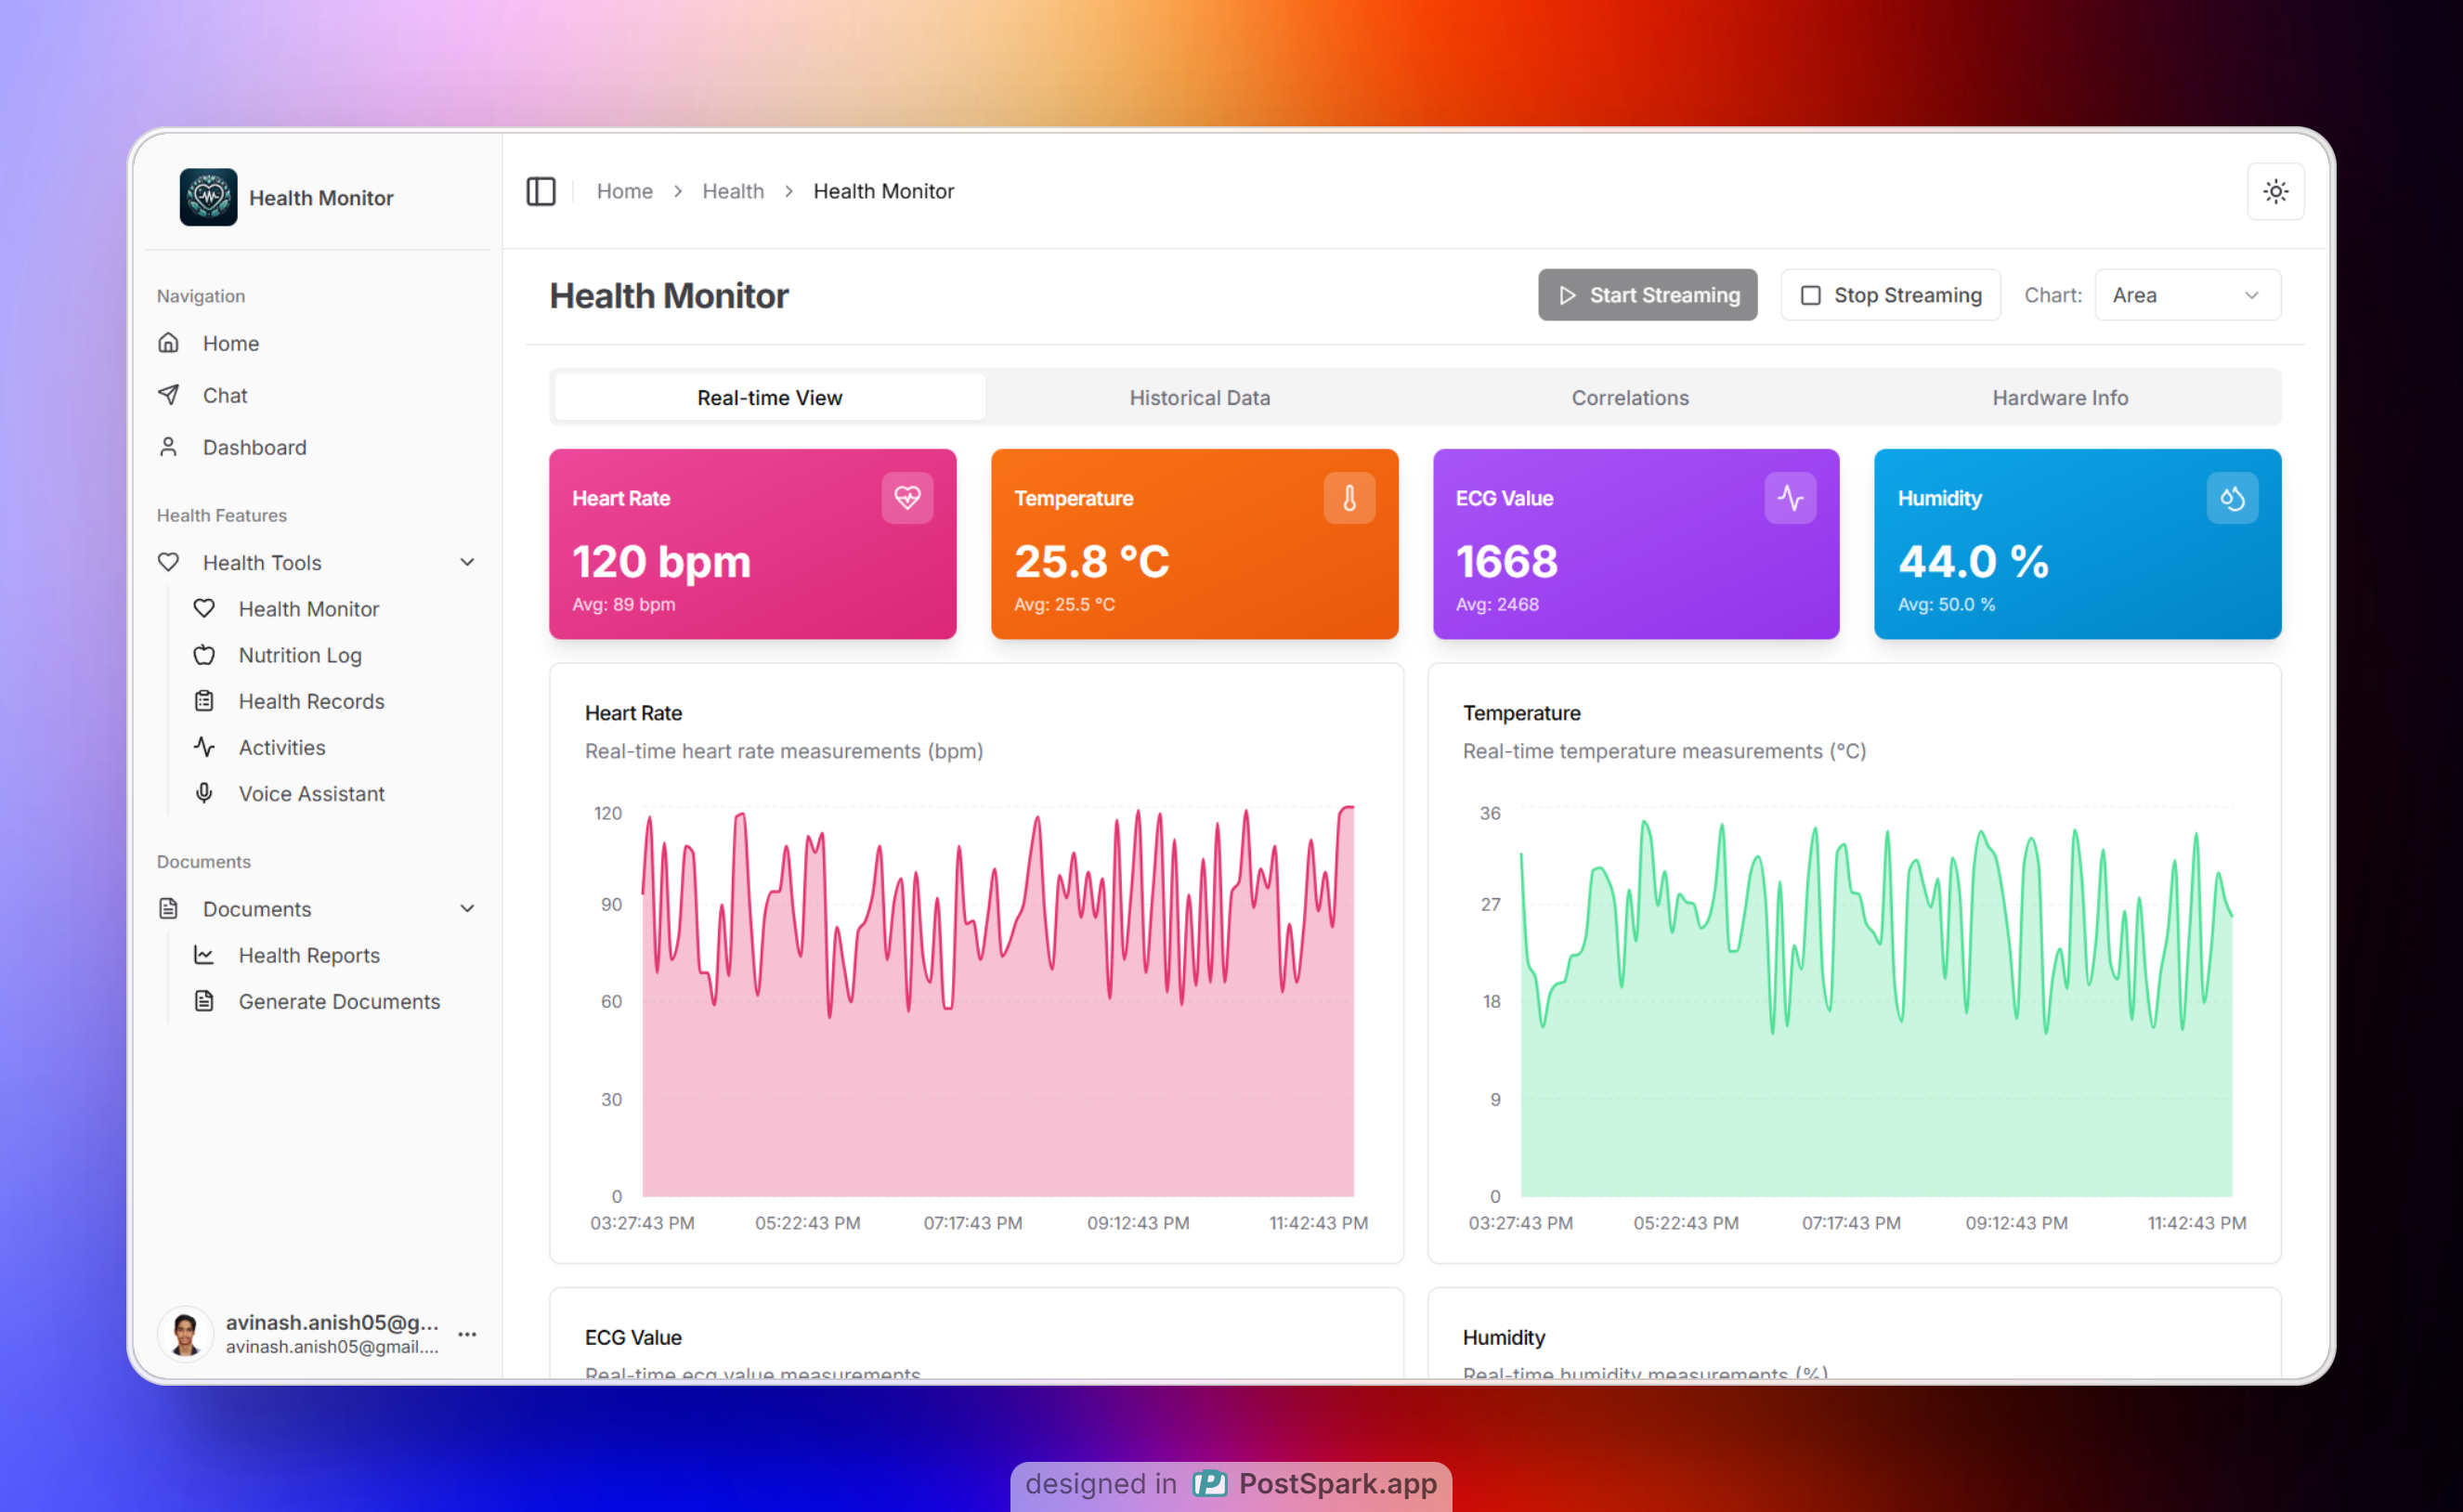 Health Monitor
Navigation
Home
Chat
Dashboard
Health Features
Health Tools
Health Monitor
Nutrition Log
Health Records
Activities
Voice Assistant
Documents
Documents
Health Reports
Generate Documents
avinash.anish05@g...
avinash.anish05@gmail....
Home > Health > Health Monitor
Health Monitor
Start Streaming
Stop Streaming
Chart:
Area
Real-time View
Historical Data
Correlations
Hardware Info
Heart Rate
120 bpm
Avg: 89 bpm
Temperature
25.8 °C
Avg: 25.5 °C
ECG Value
1668
Avg: 2468
Humidity
44.0 %
Avg: 50.0 %
Heart Rate
Real-time heart rate measurements (bpm)
120
90
60
30
0
03:27:43 PM 05:22:43 PM 07:17:43 PM 09:12:43 PM 11:42:43 PM
Temperature
Real-time temperature measurements (°C)
36
27
18
9
0
03:27:43 PM 05:22:43 PM 07:17:43 PM 09:12:43 PM 11:42:43 PM
ECG Value
Real-time ecg value measurements
Humidity
Real-time humidity measurements (%)
designed in PostSpark.app